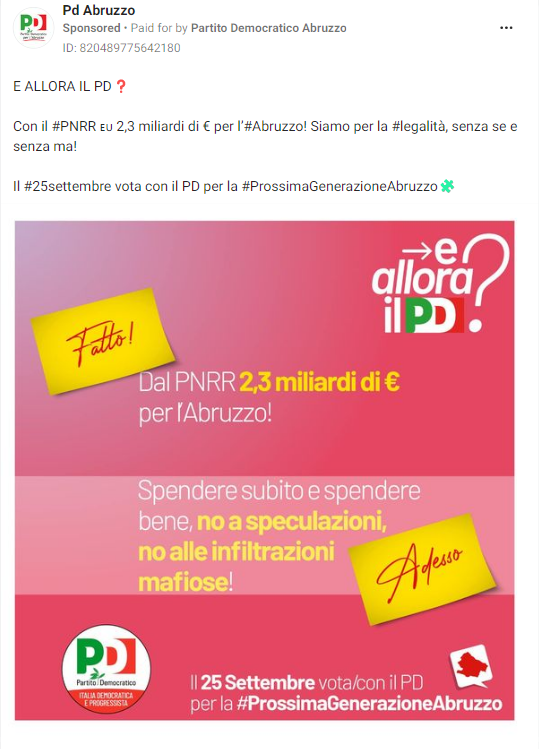 Pd Abruzzo
Sponsored • Paid for by Partito Democratico Abruzzo
ID: 820489775642180
E ALLORA IL PD❓
Con il #PNRR ᴇᴜ 2,3 miliardi di € per l'#Abruzzo! Siamo per la #legalità, senza se e
senza ma!
Il #25settembre vota con il PD per la #ProssimaGenerazioneAbruzzo
→e
allora
il PD?
Fatto!
Dal PNRR 2,3 miliardi di €
per l'Abruzzo!
Spendere subito e spendere
bene, no a speculazioni,
no alle infiltrazioni
mafiose!
Adesso
PD
Partito Democratico
ITALIA DEMOCRATICA
E PROGRESSISTA
Il 25 Settembre vota/con il PD
per la #ProssimaGenerazioneAbruzzo